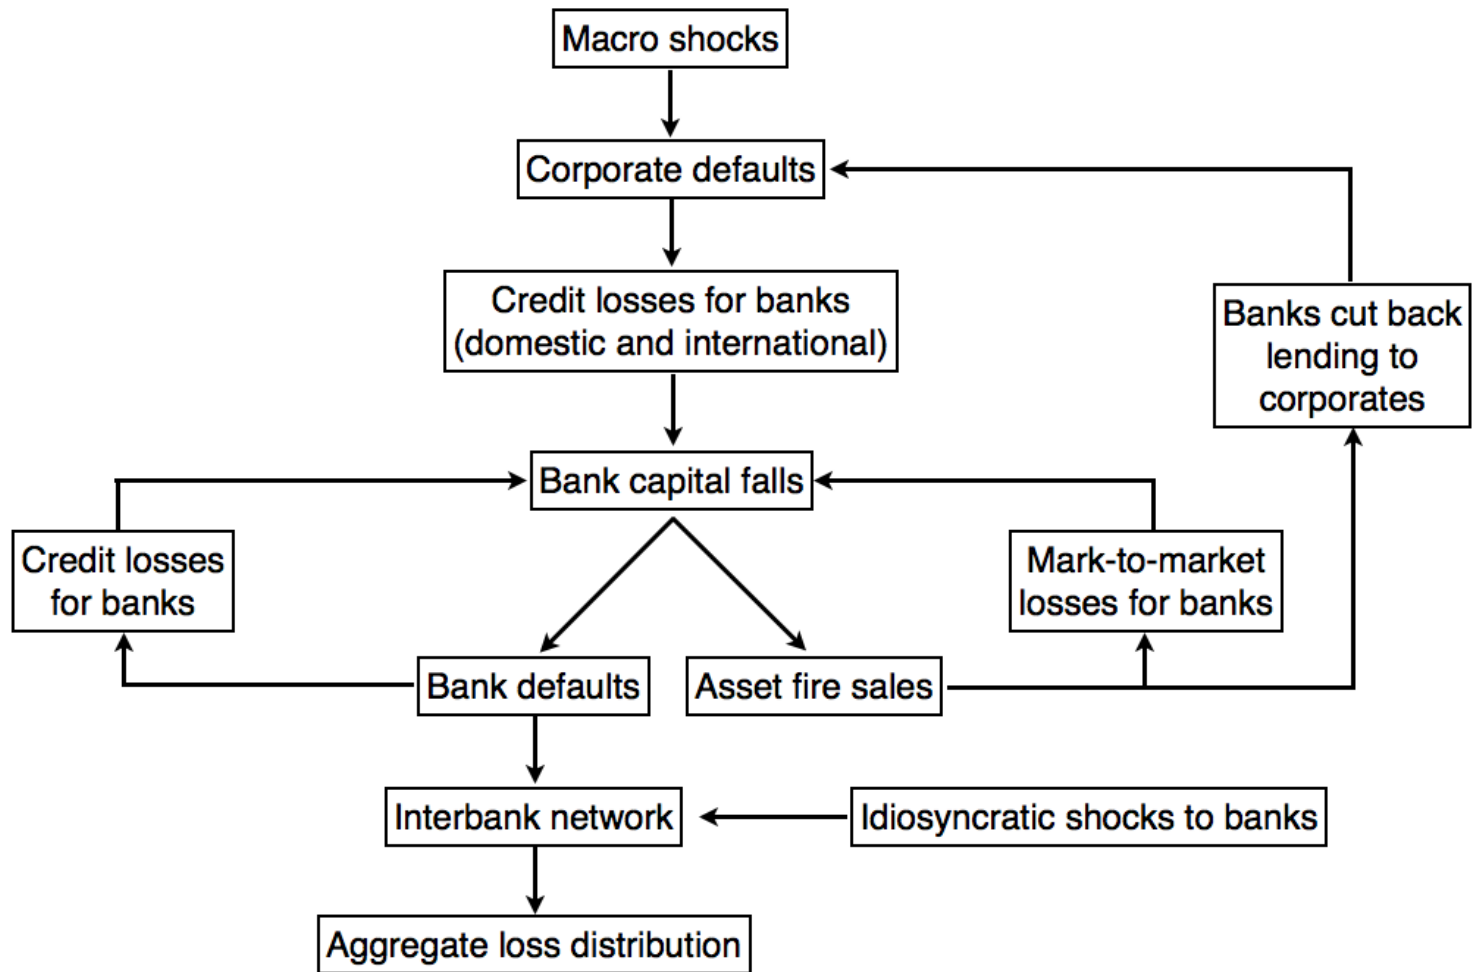 Macro shocks
Corporate defaults
Credit losses for banks
(domestic and international)
Banks cut back
lending to
corporates
Bank capital falls
Credit losses
for banks
Mark-to-market
losses for banks
Bank defaults
Asset fire sales
Interbank network
Idiosyncratic shocks to banks
Aggregate loss distribution